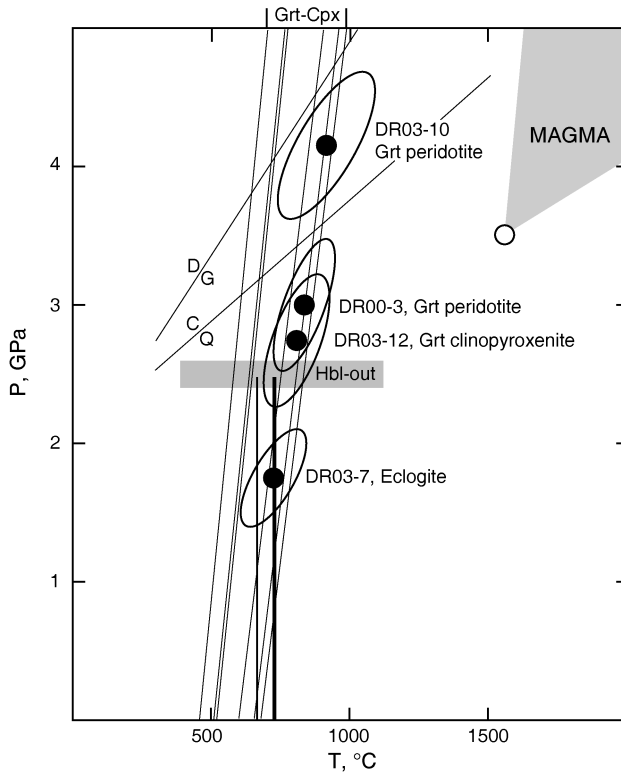 Grt-Cpx
MAGMA
DR03-10
Grt peridotite
4
D
G
3
DR00-3, Grt peridotite
C
Q
DR03-12, Grt clinopyroxenite
P, GPa
Hbl-out
2
DR03-7, Eclogite
1
500
1000
1500
T, °C